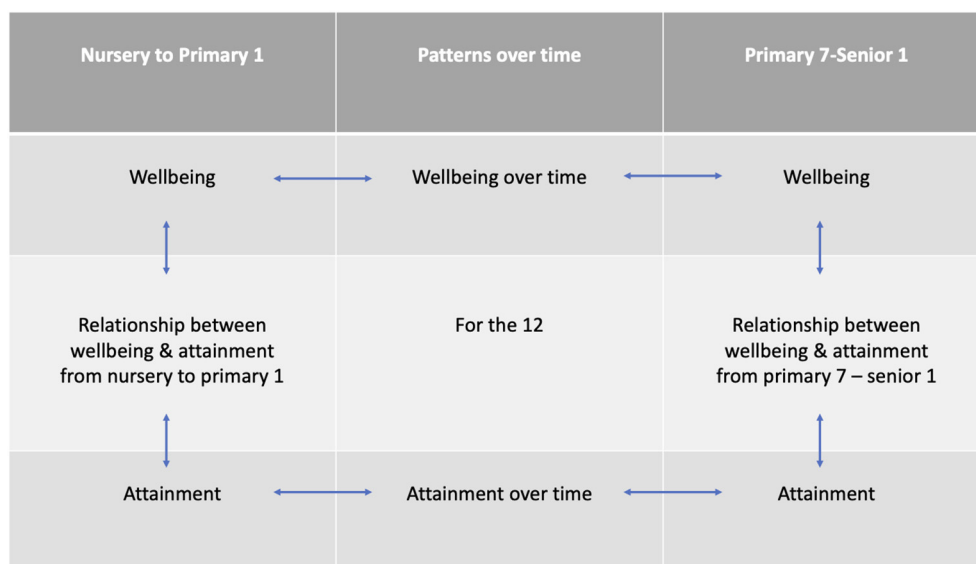 Nursery to Primary 1
Patterns over time
Primary 7-Senior 1
Wellbeing
Wellbeing over time
Wellbeing
Relationship between
wellbeing & attainment
from nursery to primary 1
For the 12
Relationship between
wellbeing & attainment
from primary 7 – senior 1
Attainment
Attainment over time
Attainment